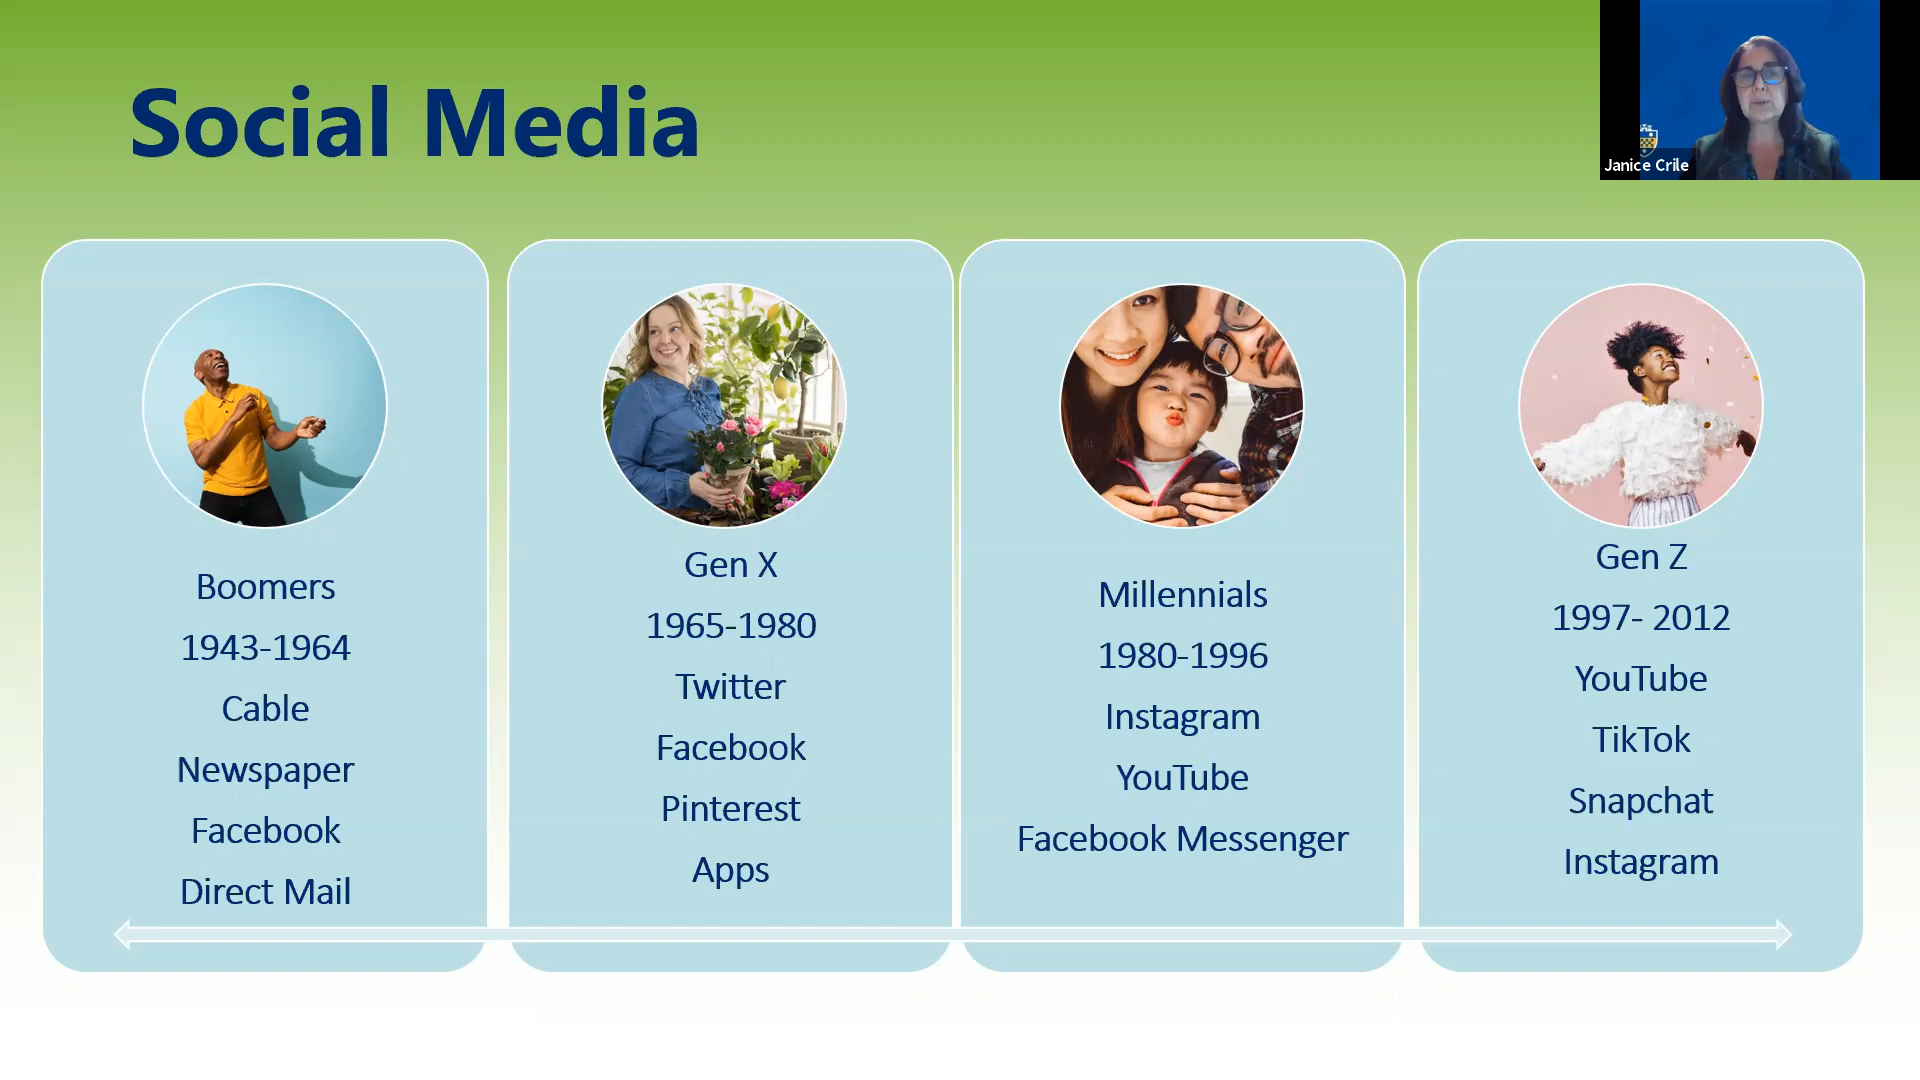 Social Media
Janice Crile
Boomers
1943-1964
Cable
Newspaper
Facebook
Direct Mail
Gen X
1965-1980
Twitter
Facebook
Pinterest
Apps
Millennials
1980-1996
Instagram
YouTube
Facebook Messenger
Gen Z
1997- 2012
YouTube
TikTok
Snapchat
Instagram